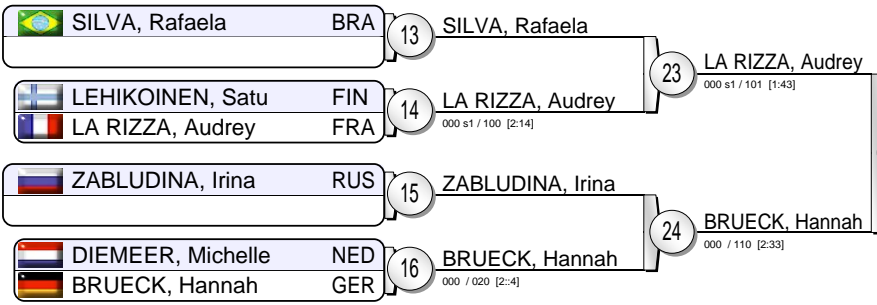 SILVA, Rafaela BRA
13
SILVA, Rafaela
LEHIKOINEN, Satu FIN
LA RIZZA, Audrey FRA
14
LA RIZZA, Audrey
000 s1 / 100 [2:14]
23
LA RIZZA, Audrey
000 s1 / 101 [1:43]
ZABLUDINA, Irina RUS
15
ZABLUDINA, Irina
DIEMEER, Michelle NED
BRUECK, Hannah GER
16
BRUECK, Hannah
000 / 020 [2::4]
24
BRUECK, Hannah
000 / 110 [2:33]